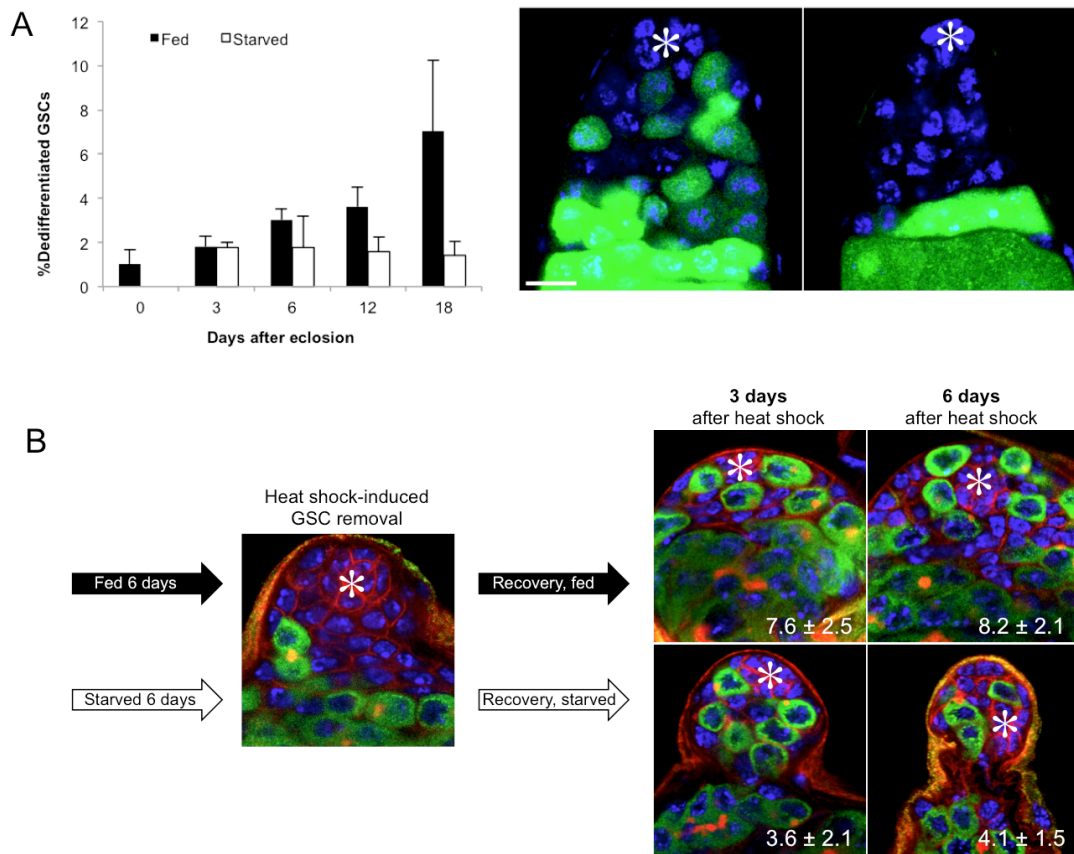 A
%Dedifferentiated GSCs
12
10
8
6
4
2
0
Fed
Starved
0
3
6
12
18
Days after eclosion
*
*
B
3 days
after heat shock
6 days
after heat shock
Heat shock-induced
GSC removal
Fed 6 days
*
Recovery, fed
*
7.6 ± 2.5
*
8.2 ± 2.1
Starved 6 days
Recovery, starved
*
3.6 ± 2.1
*
4.1 ± 1.5